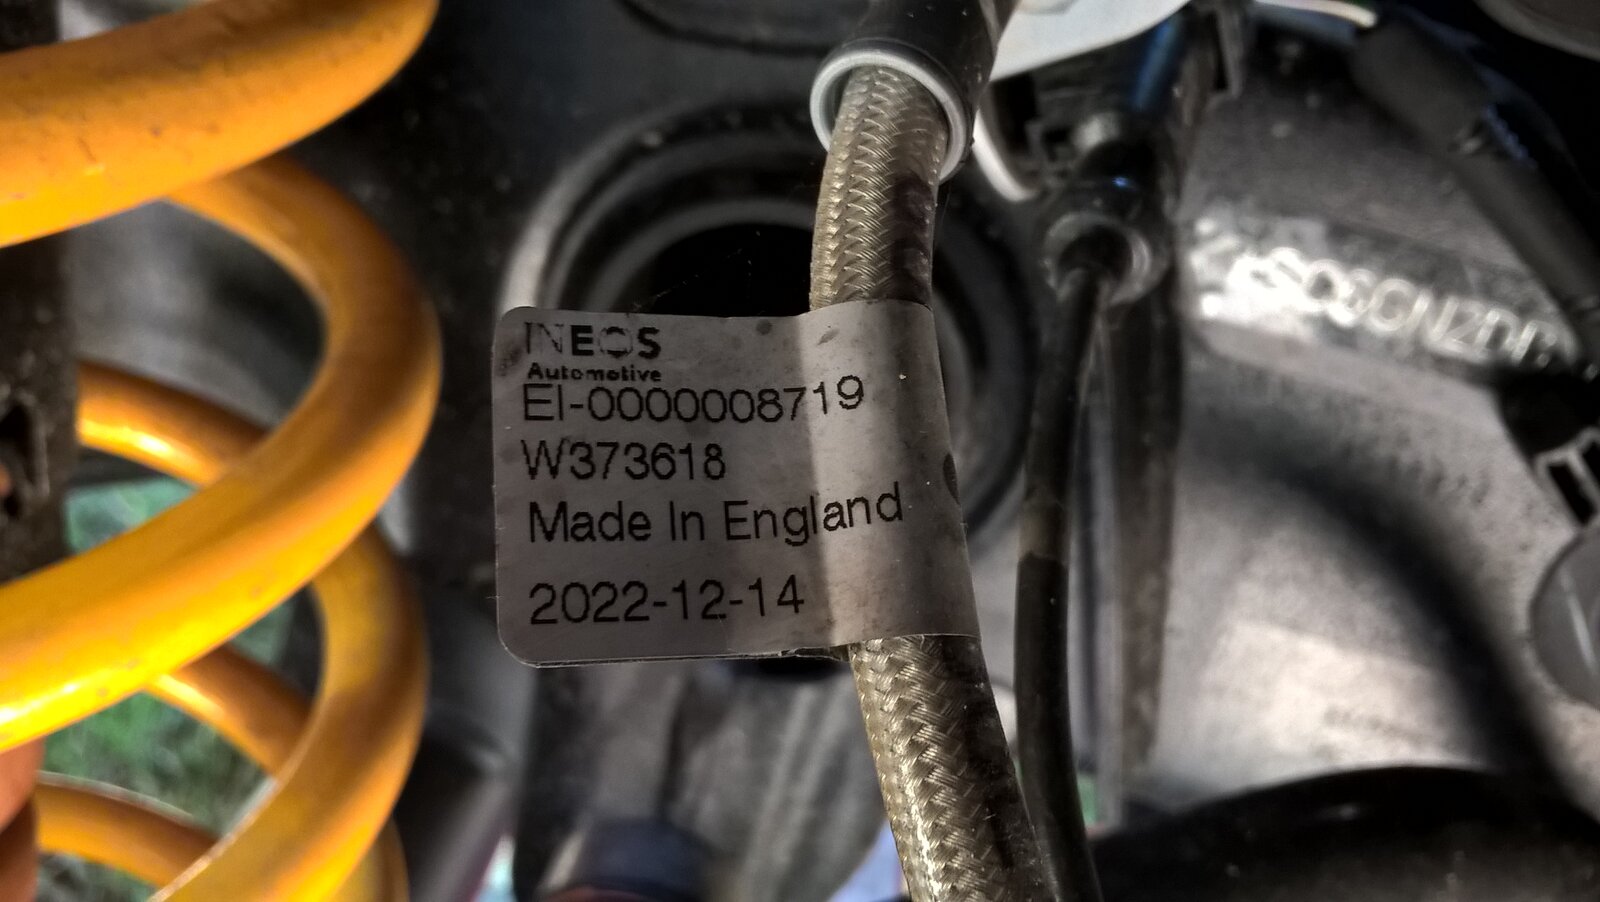 INEOS
Automotive
EI-0000008719
W373618
Made In England
2022-12-14